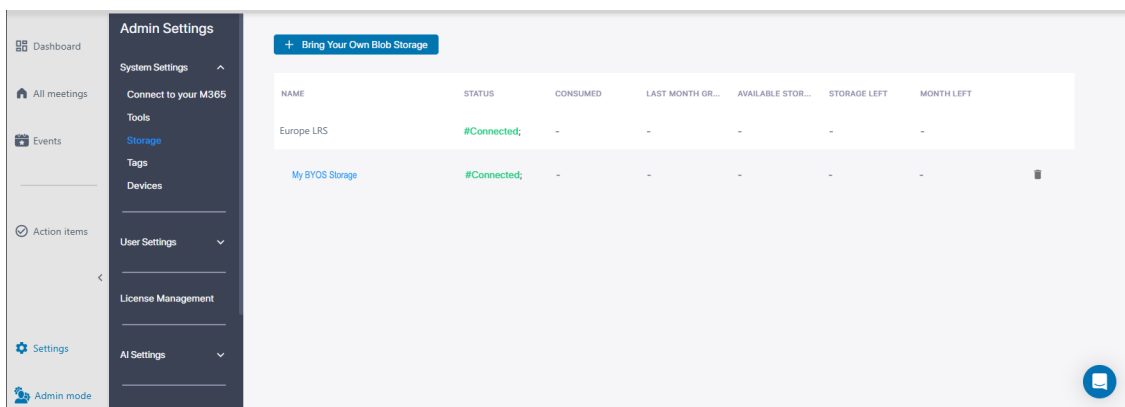 Dashboard
All meetings
Events
Action items
Settings
Admin mode
Admin Settings
System Settings
Connect to your M365
Tools
Storage
Tags
Devices
User Settings
License Management
AI Settings
+ Bring Your Own Blob Storage
NAME STATUS CONSUMED LAST MONTH GR... AVAILABLE STOR... STORAGE LEFT MONTH LEFT
Europe LRS #Connected; - - - - -
My BYOS Storage #Connected; - - - - -